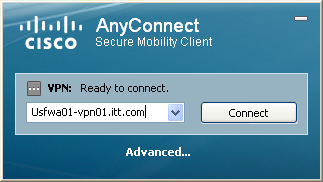 AnyConnect
CISCO
Secure Mobility Client
VPN: Ready to connect.
Usfwa01-vpn01.itt.com
Connect
Advanced...